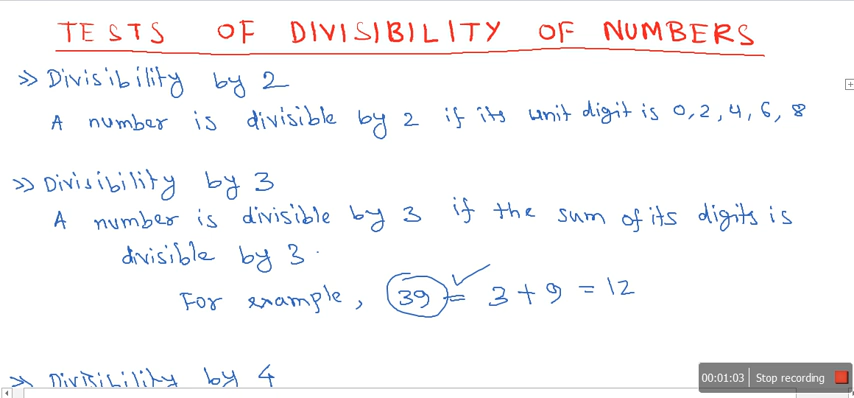 TESTS OF DIVISIBILITY OF NUMBERS
>> Divisibility by 2
A number is divisible by 2 if its unit digit is 0, 2, 4, 6, 8
>> Divisibility by 3
A number is divisible by 3 if the sum of its digits is
divisible by 3.
For example, 39 = 3 + 9 = 12
>> Divisibility by 4
00:01:03 Stop recording